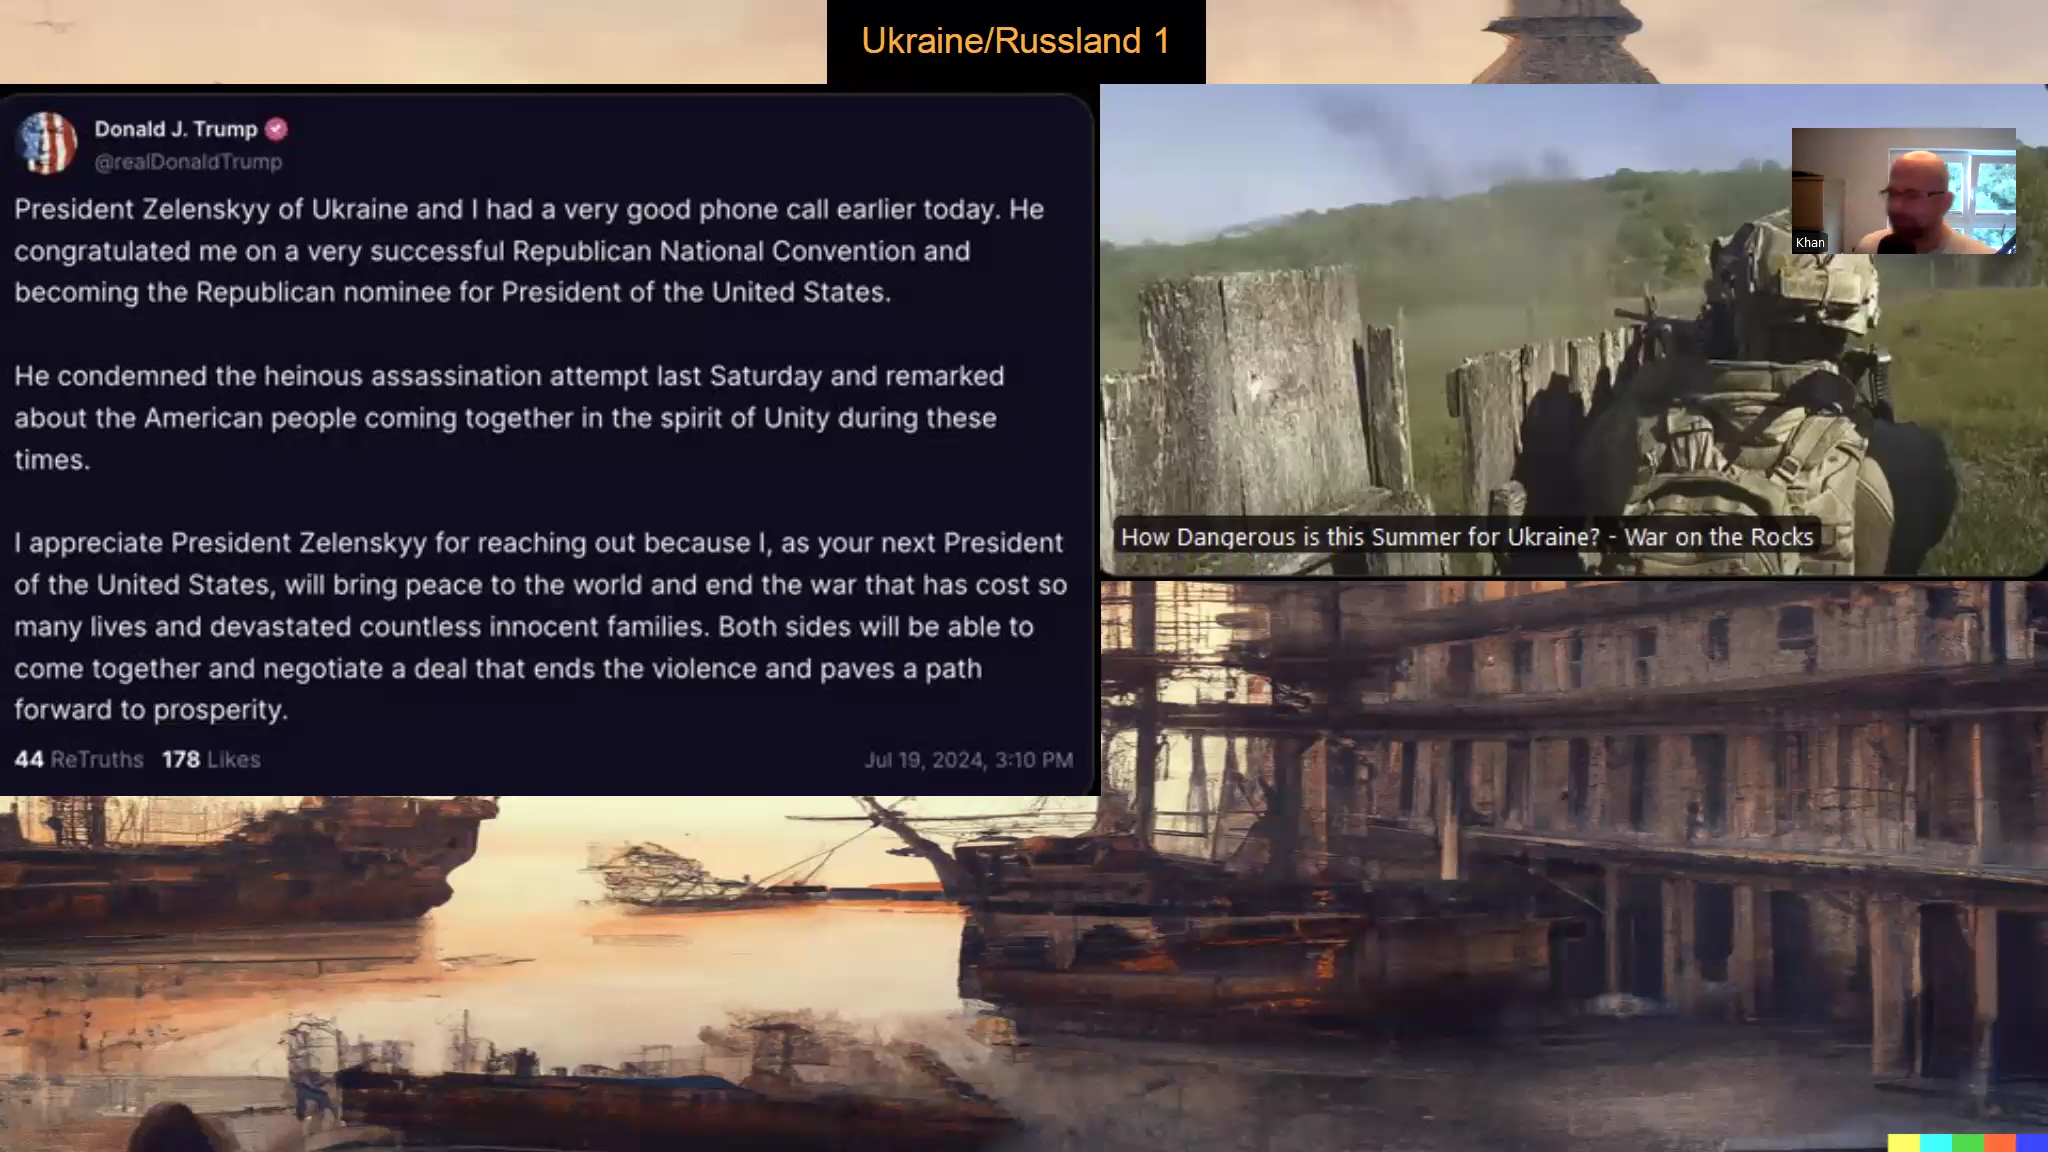 Ukraine/Russland 1
Donald J. Trump
@realDonaldTrump
President Zelenskyy of Ukraine and I had a very good phone call earlier today. He
congratulated me on a very successful Republican National Convention and
becoming the Republican nominee for President of the United States.
He condemned the heinous assassination attempt last Saturday and remarked
about the American people coming together in the spirit of Unity during these
times.
I appreciate President Zelenskyy for reaching out because I, as your next President
of the United States, will bring peace to the world and end the war that has cost so
many lives and devastated countless innocent families. Both sides will be able to
come together and negotiate a deal that ends the violence and paves a path
forward to prosperity.
44 ReTruths 178 Likes
Jul 19, 2024, 3:10 PM
Khan
How Dangerous is this Summer for Ukraine? - War on the Rocks